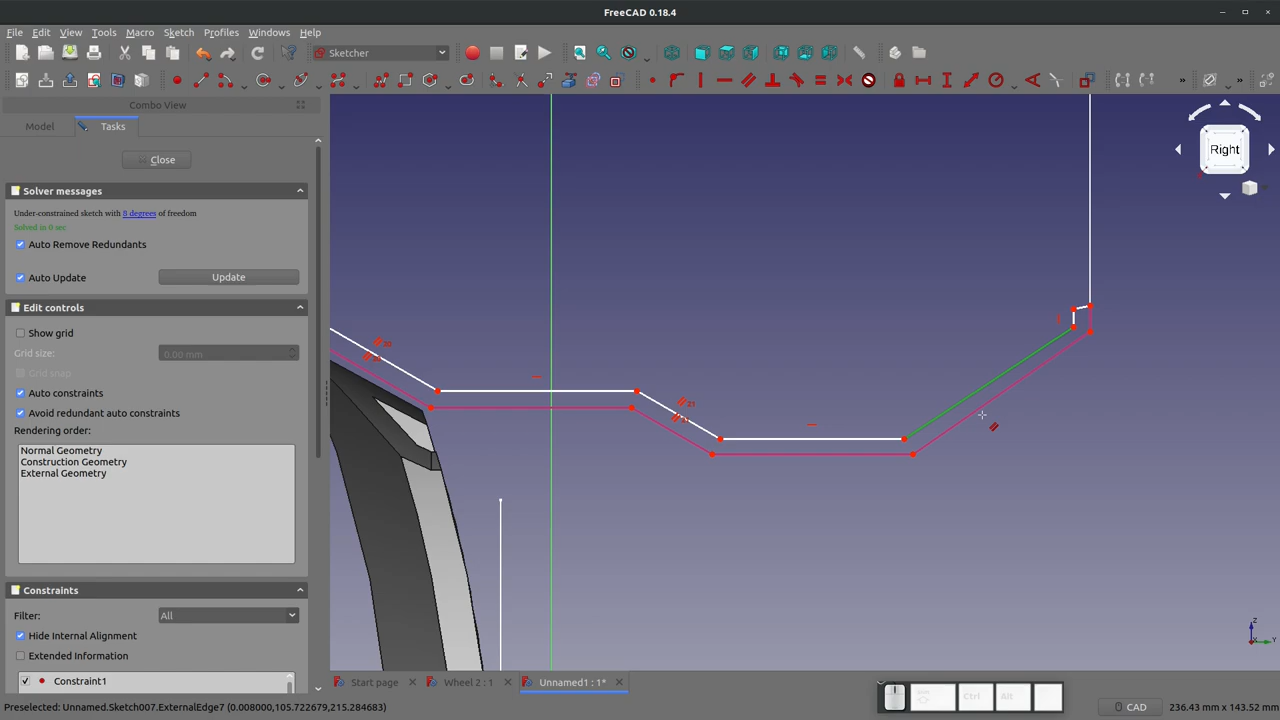 FreeCAD 0.18.4
File Edit View Tools Macro Sketch Profiles Windows Help
Sketcher
Combo View
Model Tasks
Close
Solver messages
Under-constrained sketch with 8 degrees of freedom
Solved in 0 sec
Auto Remove Redundants
Auto Update Update
Edit controls
Show grid
Grid size: 0.00 mm
Grid snap
Auto constraints
Avoid redundant auto constraints
Rendering order:
Normal Geometry
Construction Geometry
External Geometry
Constraints
Filter: All
Hide Internal Alignment
Extended Information
Constraint1
Right
Z
Y
Start page Wheel 2 : 1 Unnamed1 : 1*
Ctrl Alt
Preselected: Unnamed.Sketch007.ExternalEdge7 (0.008000,105.722679,215.284683) CAD 236.43 mm x 143.52 mm